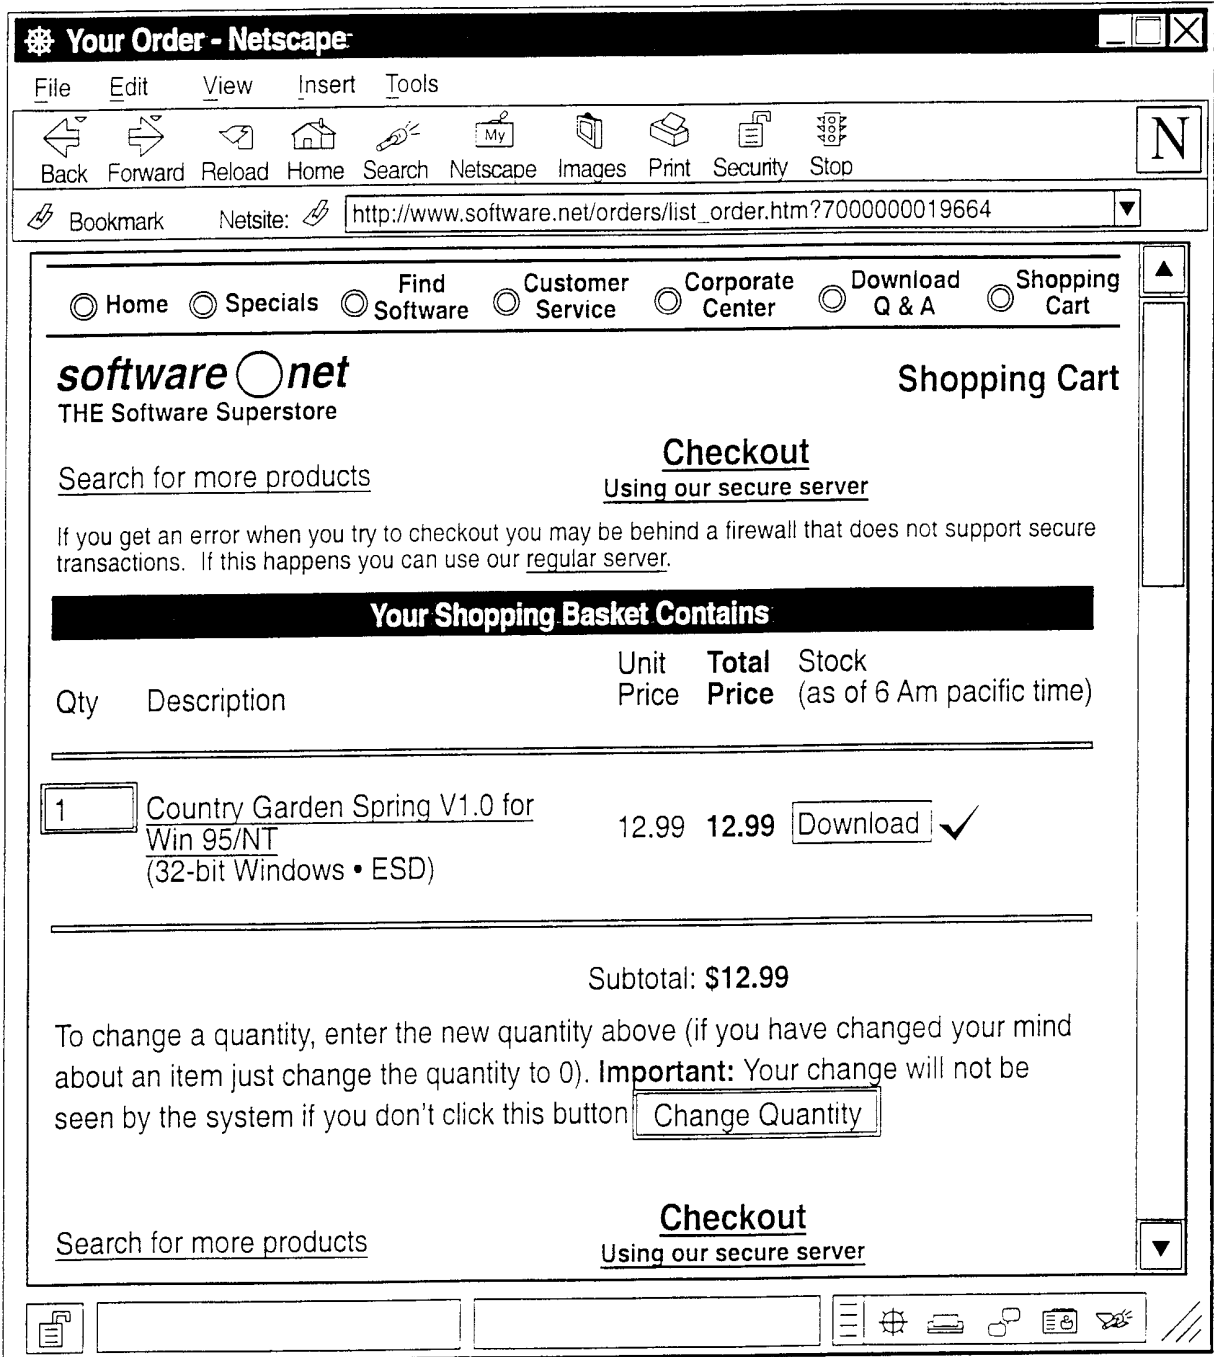 Your Order - Netscape
File Edit View Insert Tools
My
N
Back Forward Reload Home Search Netscape Images Print Security Stop
Bookmark Netsite: http://www.software.net/orders/list_order.htm?7000000019664
Home Specials Find Software Customer Service Corporate Center Download Q & A Shopping Cart
software net
THE Software Superstore
Shopping Cart
Search for more products
Checkout
Using our secure server
If you get an error when you try to checkout you may be behind a firewall that does not support secure
transactions. If this happens you can use our regular server.
Your Shopping Basket Contains
Qty Description Unit Price Total Price Stock (as of 6 Am pacific time)
1 Country Garden Spring V1.0 for
Win 95/NT
(32-bit Windows • ESD)
12.99 12.99 Download
Subtotal: $12.99
To change a quantity, enter the new quantity above (if you have changed your mind
about an item just change the quantity to 0). Important: Your change will not be
seen by the system if you don't click this button Change Quantity
Search for more products
Checkout
Using our secure server